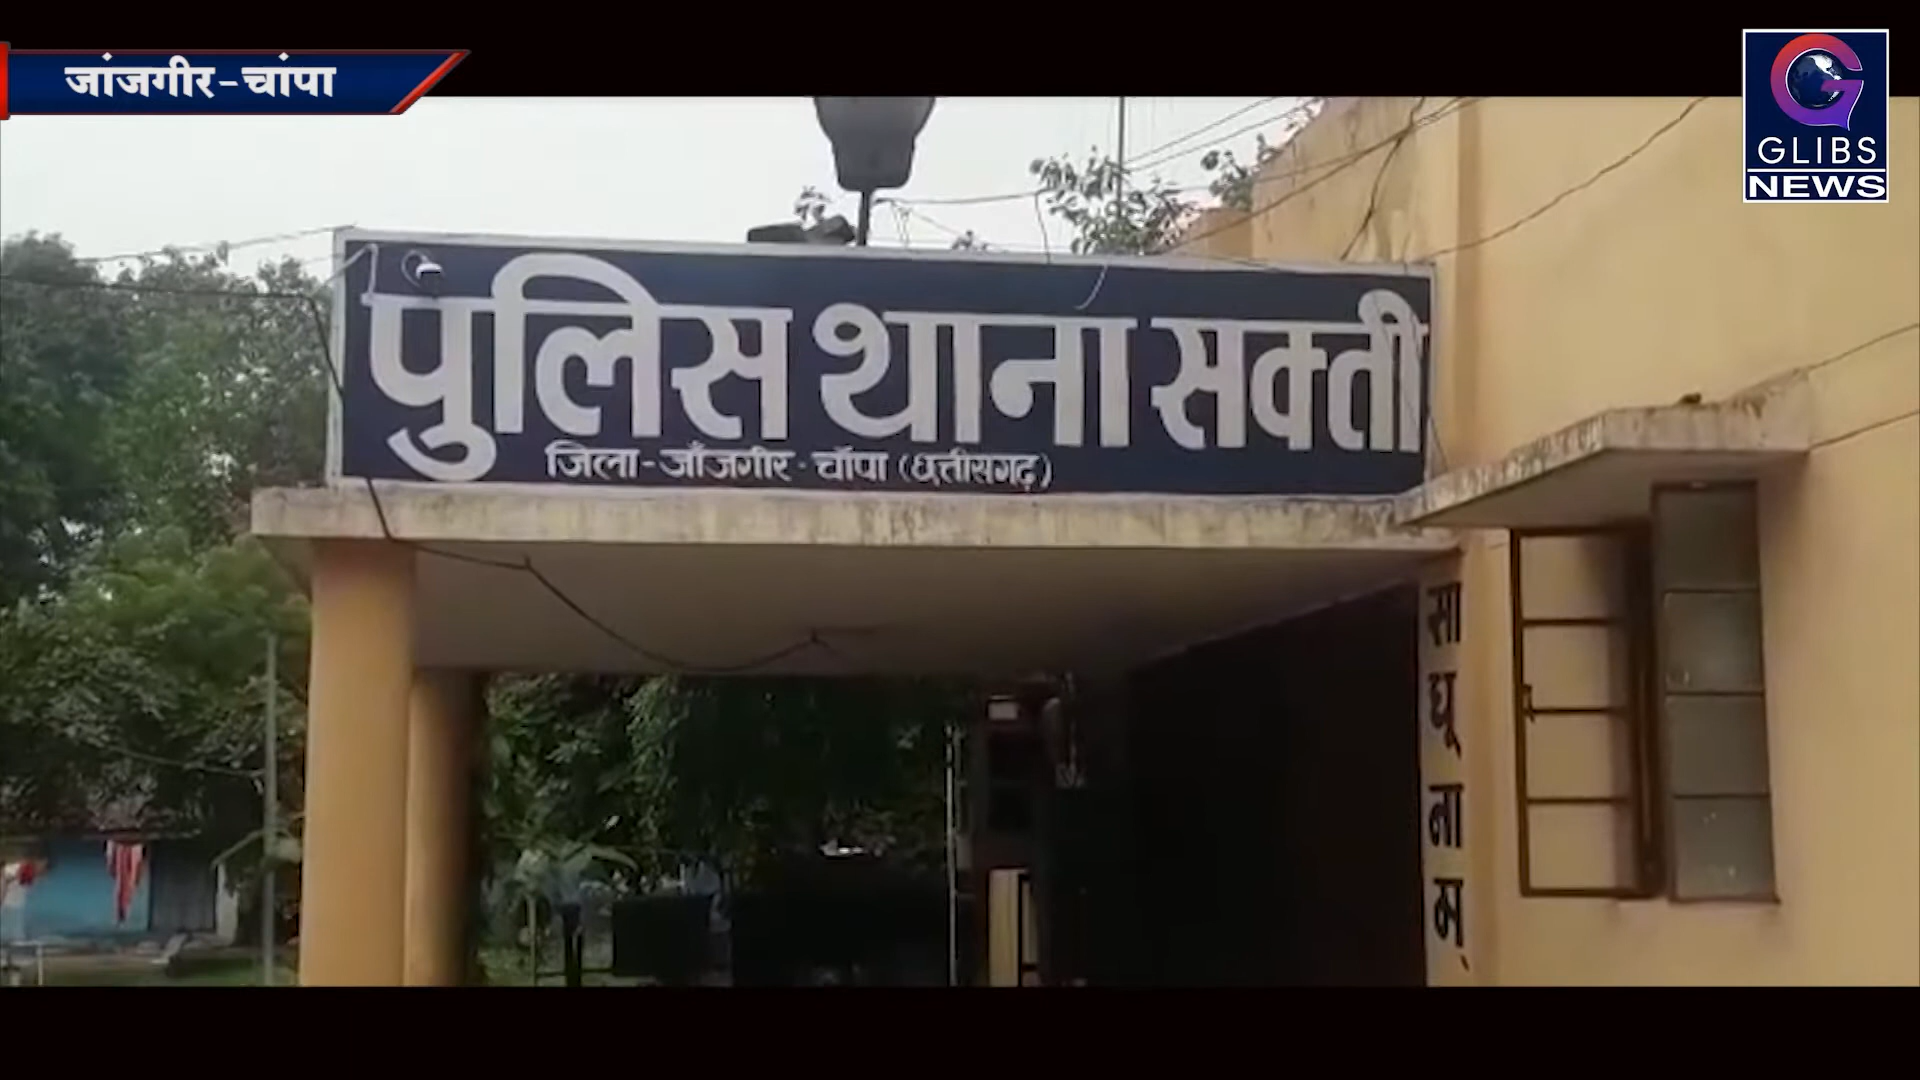 जांजगीर-चांपा
GLIBS
NEWS
पुलिस थाना सक्ती
जिला-जाँजगीर-चाँपा (छत्तीसगढ़)
साधूनाम्